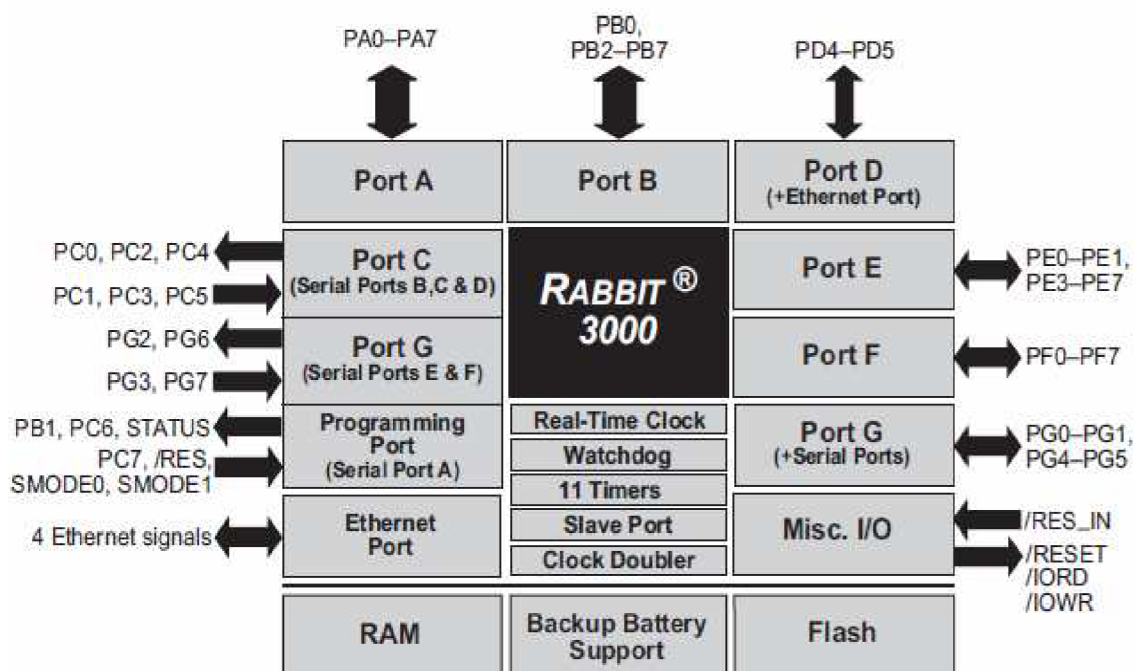 PA0–PA7
PB0,
PB2–PB7
PD4–PD5
Port A
Port B
Port D
(+Ethernet Port)
PC0, PC2, PC4
PC1, PC3, PC5
Port C
(Serial Ports B,C & D)
RABBIT ®
3000
Port E
PE0–PE1,
PE3–PE7
PG2, PG6
PG3, PG7
Port G
(Serial Ports E & F)
Port F
PF0–PF7
PB1, PC6, STATUS
PC7, /RES,
SMODE0, SMODE1
Programming
Port
(Serial Port A)
Real-Time Clock
Watchdog
11 Timers
Slave Port
Clock Doubler
Port G
(+Serial Ports)
PG0–PG1,
PG4–PG5
4 Ethernet signals
Ethernet
Port
Misc. I/O
/RES_IN
/RESET
/IORD
/IOWR
RAM
Backup Battery
Support
Flash